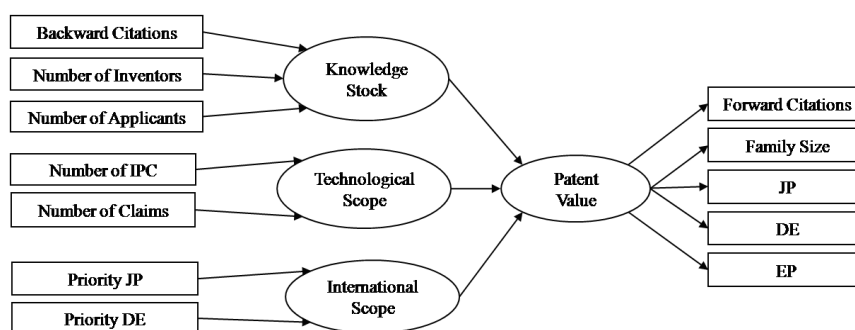 Backward Citations
Number of Inventors
Number of Applicants
Number of IPC
Number of Claims
Priority JP
Priority DE
Knowledge
Stock
Technological
Scope
International
Scope
Patent
Value
Forward Citations
Family Size
JP
DE
EP